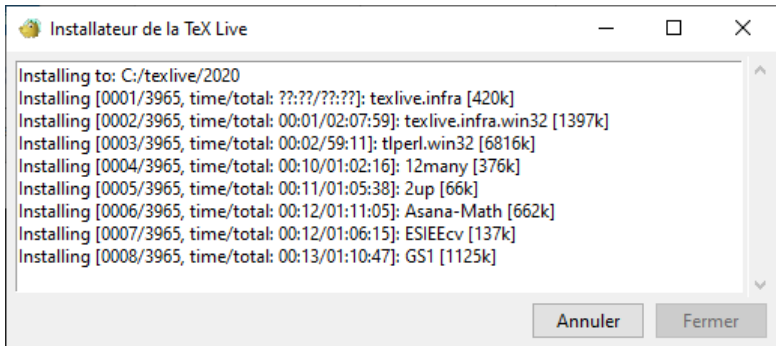 Installateur de la TeX Live
Installing to: C:/texlive/2020
Installing [0001/3965, time/total: ??:??/??:??]: texlive.infra [420k]
Installing [0002/3965, time/total: 00:01/02:07:59]: texlive.infra.win32 [1397k]
Installing [0003/3965, time/total: 00:02/59:11]: tlperl.win32 [6816k]
Installing [0004/3965, time/total: 00:10/01:02:16]: 12many [376k]
Installing [0005/3965, time/total: 00:11/01:05:38]: 2up [66k]
Installing [0006/3965, time/total: 00:12/01:11:05]: Asana-Math [662k]
Installing [0007/3965, time/total: 00:12/01:06:15]: ESIEEcv [137k]
Installing [0008/3965, time/total: 00:13/01:10:47]: GS1 [1125k]
Annuler Fermer